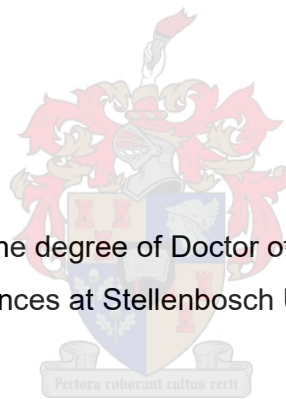 he degree of Doctor o
nces at Stellenbosch
Pectora roborant cultus recti